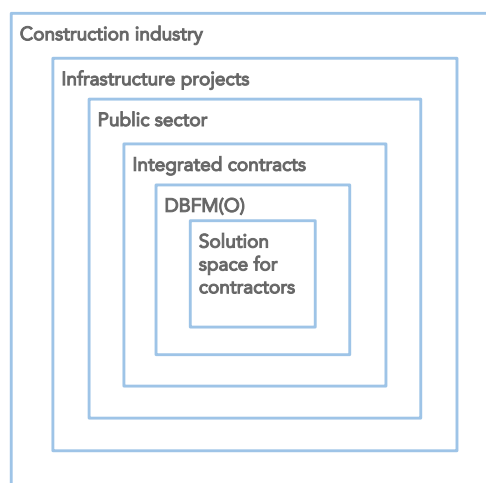 Construction industry
Infrastructure projects
Public sector
Integrated contracts
DBFM(O)
Solution
space for
contractors